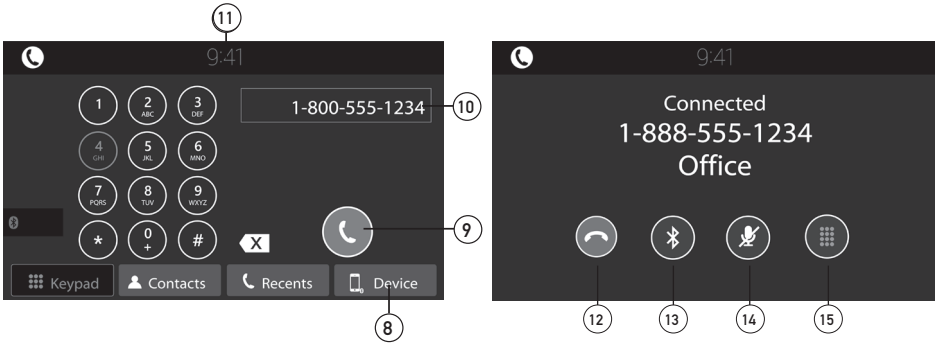 11
9:41
1 2 ABC 3 DEF
1-800-555-1234
10
4 GHI 5 JKL 6 MNO
7 PQRS 8 TUV 9 WXYZ
* 0 + #
X
9
Keypad Contacts Recents Device
8
9:41
Connected
1-888-555-1234
Office
12 13 14 15